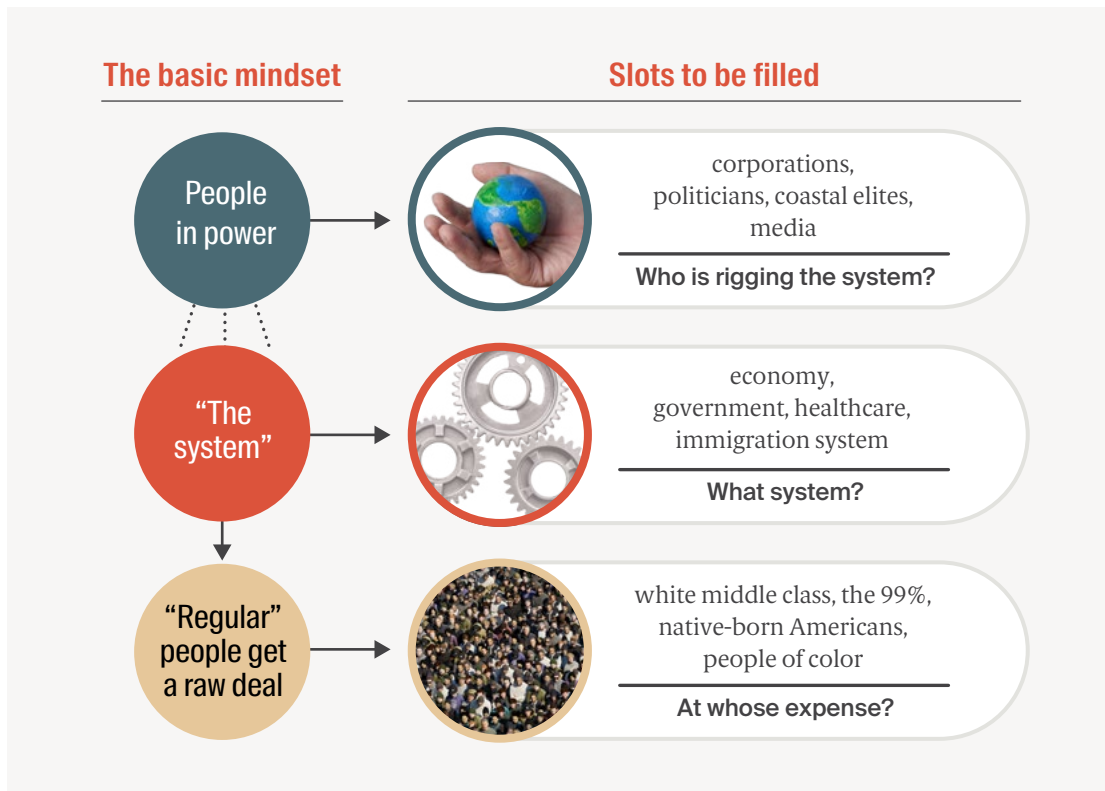 The basic mindset
Slots to be filled
People
in power
corporations,
politicians, coastal elites,
media
Who is rigging the system?
“The
system”
economy,
government, healthcare,
immigration system
What system?
“Regular”
people get
a raw deal
white middle class, the 99%,
native-born Americans,
people of color
At whose expense?